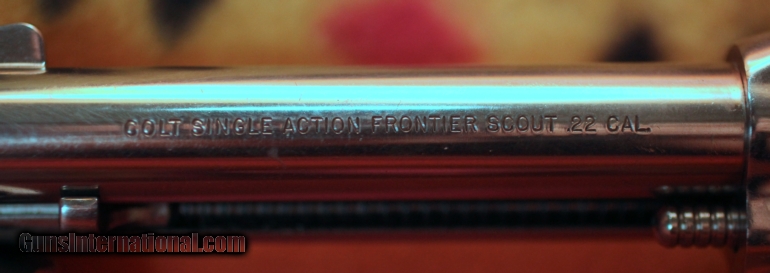 COLT SINGLE ACTION FRONTIER SCOUT .22 CAL.
GunsInternational.com